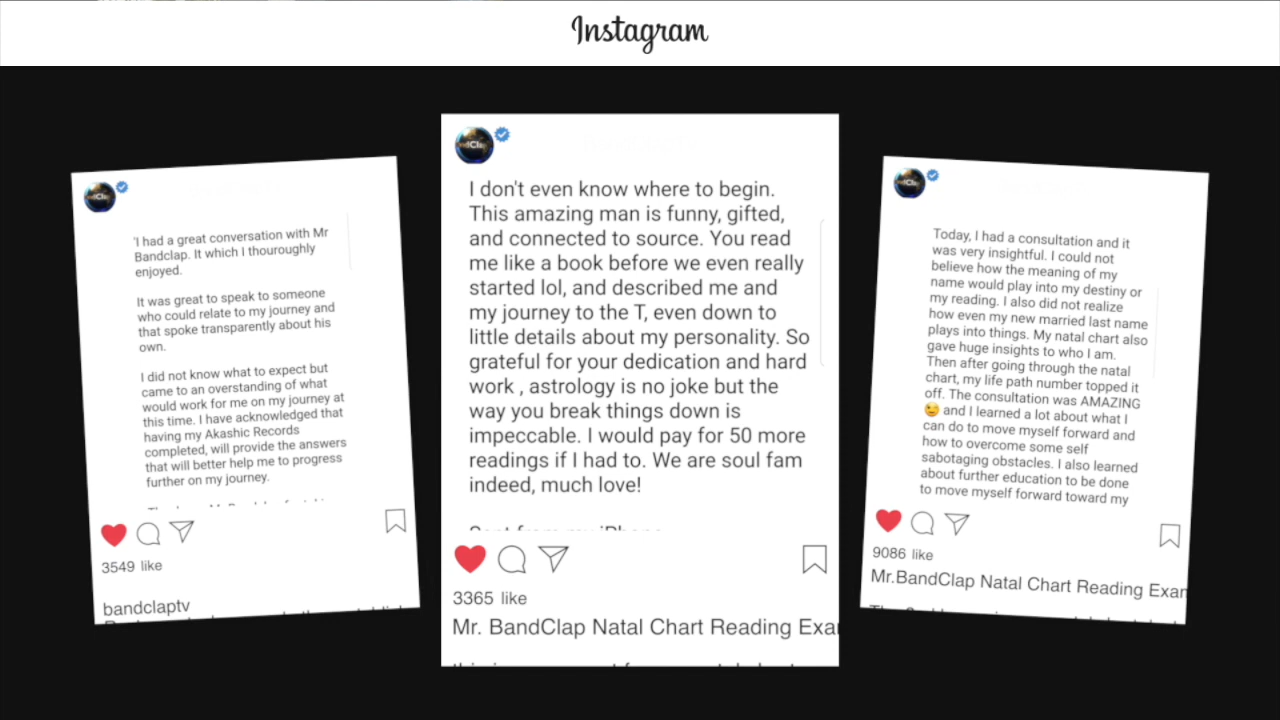 Instagram
'I had a great conversation with Mr
Bandclap. It which I thouroughly
enjoyed.
It was great to speak to someone
who could relate to my journey and
that spoke transparently about his
own.
I did not know what to expect but
came to an overstanding of what
would work for me on my journey at
this time. I have acknowledged that
having my Akashic Records
completed, will provide the answers
that will better help me to progress
further on my journey.
3549 like
bandclaptv
I don't even know where to begin.
This amazing man is funny, gifted,
and connected to source. You read
me like a book before we even really
started lol, and described me and
my journey to the T, even down to
little details about my personality. So
grateful for your dedication and hard
work , astrology is no joke but the
way you break things down is
impeccable. I would pay for 50 more
readings if I had to. We are soul fam
indeed, much love!
Sent from my iPhone
3365 like
Mr. BandClap Natal Chart Reading Exa
Today, I had a consultation and it
was very insightful. I could not
believe how the meaning of my
name would play into my destiny or
my reading. I also did not realize
how even my new married last name
plays into things. My natal chart also
gave huge insights to who I am.
Then after going through the natal
chart, my life path number topped it
off. The consultation was AMAZING
😉 and I learned a lot about what I
can do to move myself forward and
how to overcome some self
sabotaging obstacles. I also learned
about further education to be done
to move myself forward toward my
9086 like
Mr.BandClap Natal Chart Reading Exar